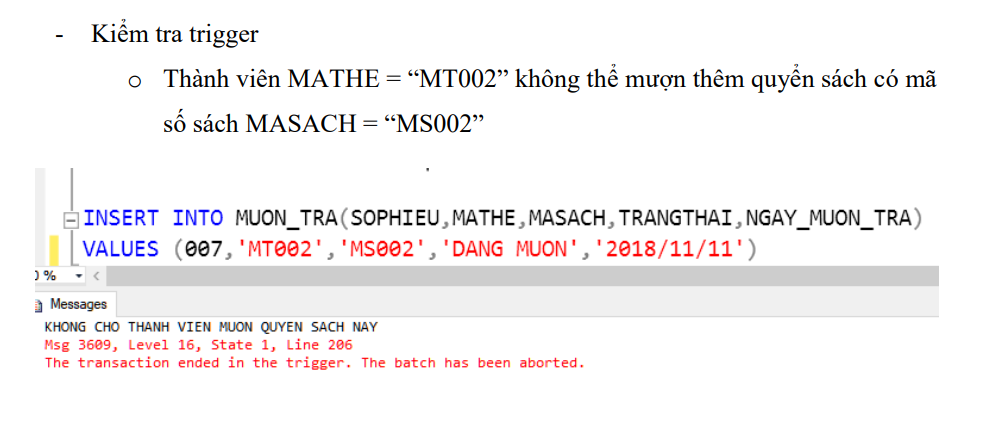 - Kiểm tra trigger
o Thành viên MATHE = “MT002” không thể mượn thêm quyển sách có mã
số sách MASACH = “MS002”
INSERT INTO MUON_TRA(SOPHIEU,MATHE,MASACH,TRANGTHAI,NGAY_MUON_TRA)
VALUES (007,'MT002','MS002','DANG MUON','2018/11/11')
0 %
Messages
KHONG CHO THANH VIEN MUON QUYEN SACH NAY
Msg 3609, Level 16, State 1, Line 206
The transaction ended in the trigger. The batch has been aborted.